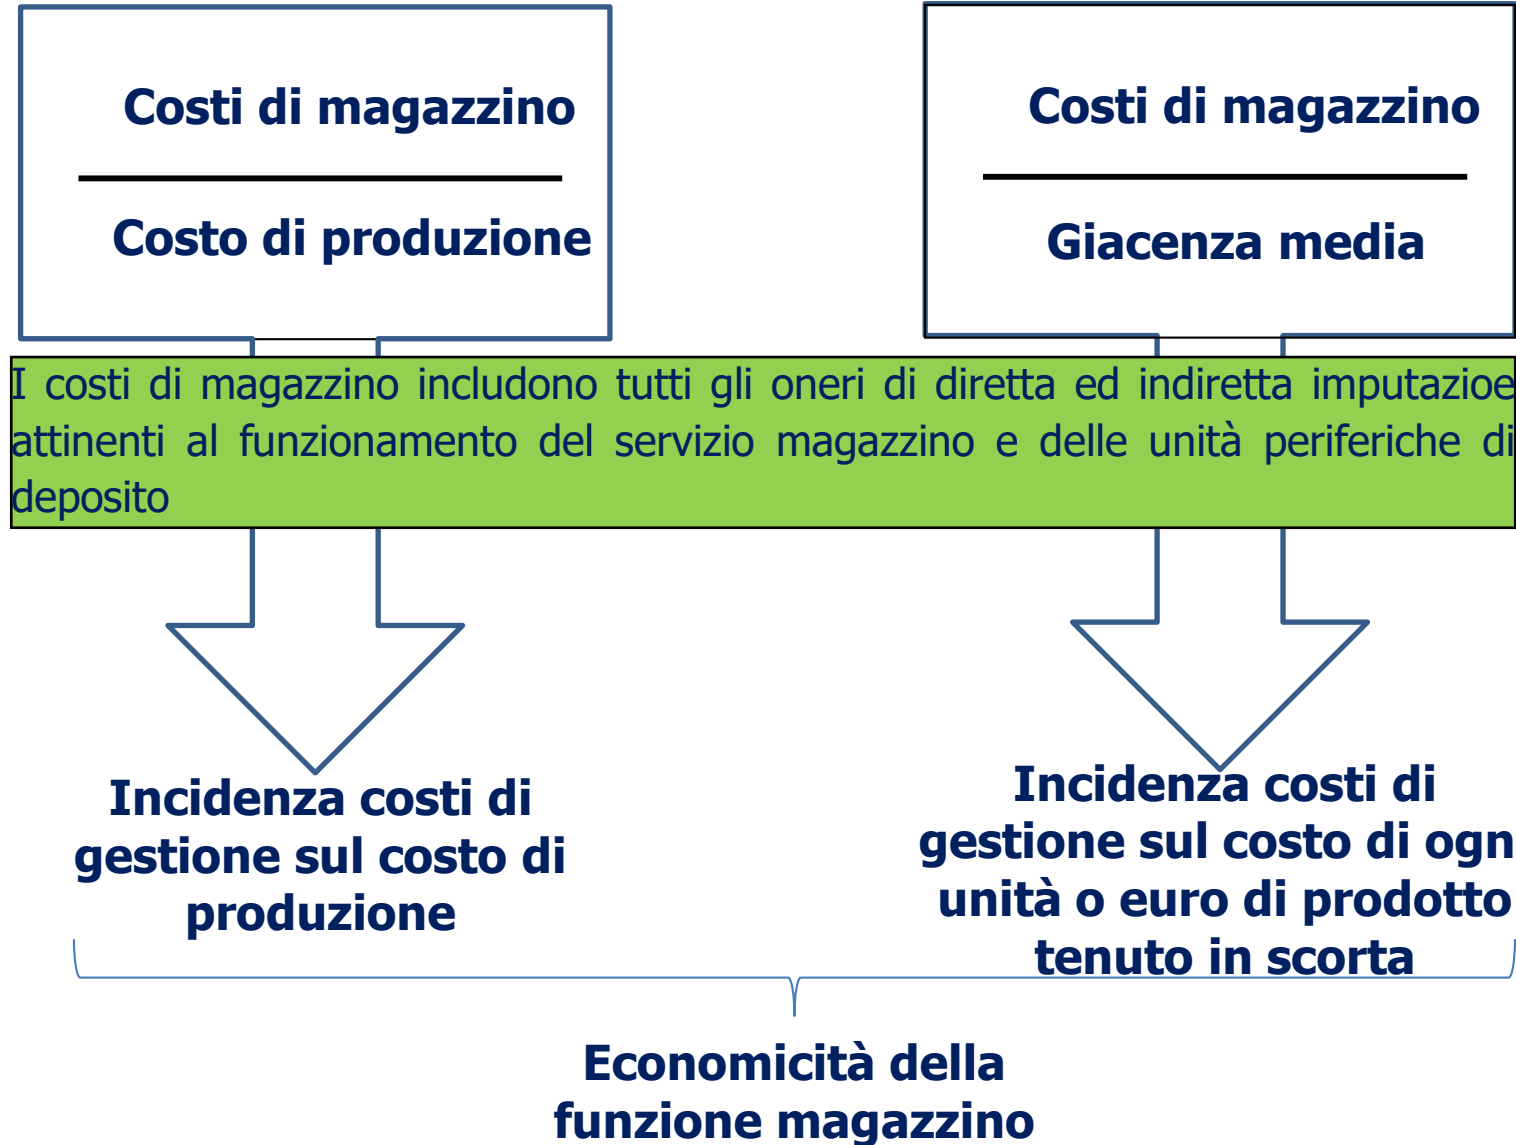 Costi di magazzino
Costo di produzione
Costi di magazzino
Giacenza media
I costi di magazzino includono tutti gli oneri di diretta ed indiretta imputazioe
attinenti al funzionamento del servizio magazzino e delle unità periferiche di
deposito
Incidenza costi di
gestione sul costo di
produzione
Incidenza costi di
gestione sul costo di ogn
unità o euro di prodotto
tenuto in scorta
Economicità della
funzione magazzino